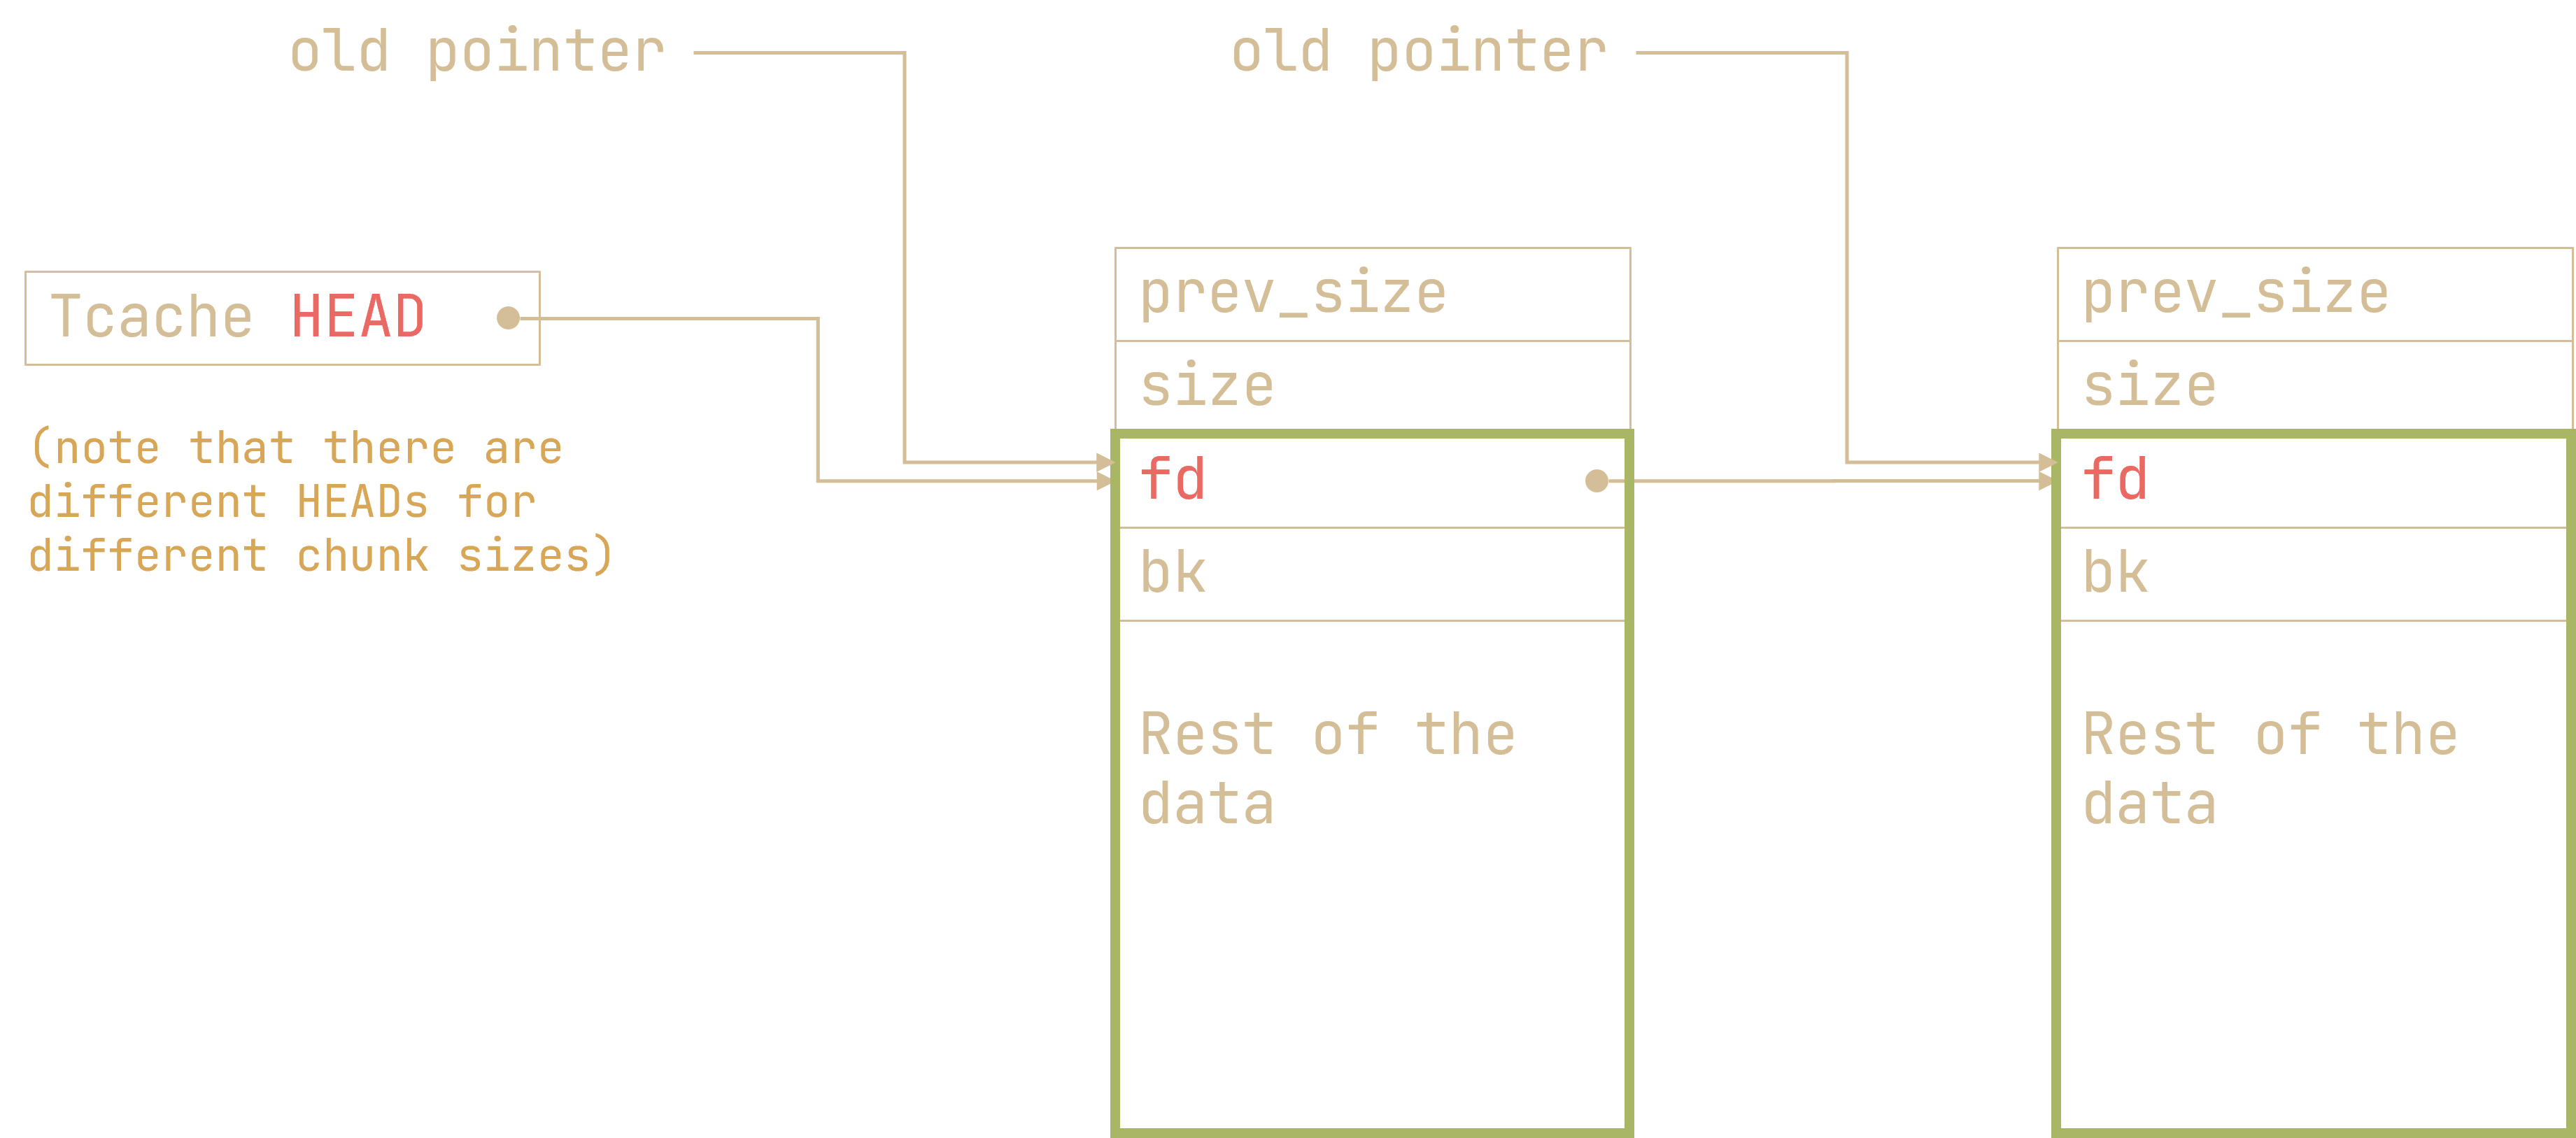 old pointer
old pointer
Tcache HEAD
(note that there are
different HEADs for
different chunk sizes)
prev_size
size
fd
bk
Rest of the
data
prev_size
size
fd
bk
Rest of the
data